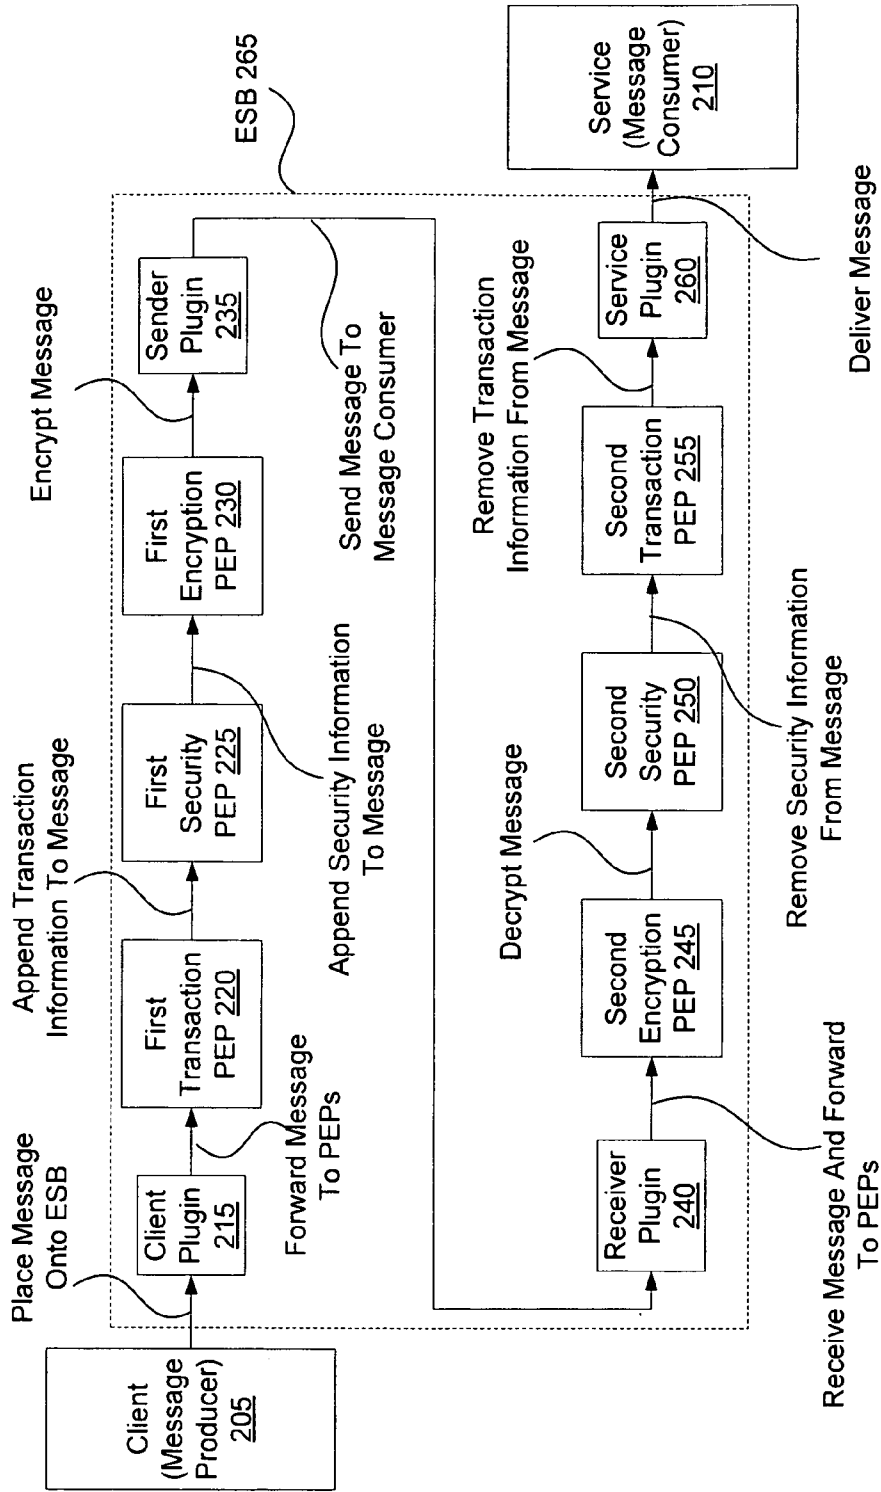 Place Message
Onto ESB
Append Transaction
Information To Message
Encrypt Message
ESB 265
Client
(Message
Producer)
205
Client
Plugin
215
First
Transaction
PEP 220
First
Security
PEP 225
First
Encryption
PEP 230
Sender
Plugin
235
Forward Message
To PEPs
Append Security Information
To Message
Send Message To
Message Consumer
Decrypt Message
Remove Transaction
Information From Message
Receiver
Plugin
240
Second
Encryption
PEP 245
Second
Security
PEP 250
Second
Transaction
PEP 255
Service
Plugin
260
Service
(Message
Consumer)
210
Receive Message And Forward
To PEPs
Remove Security Information
From Message
Deliver Message